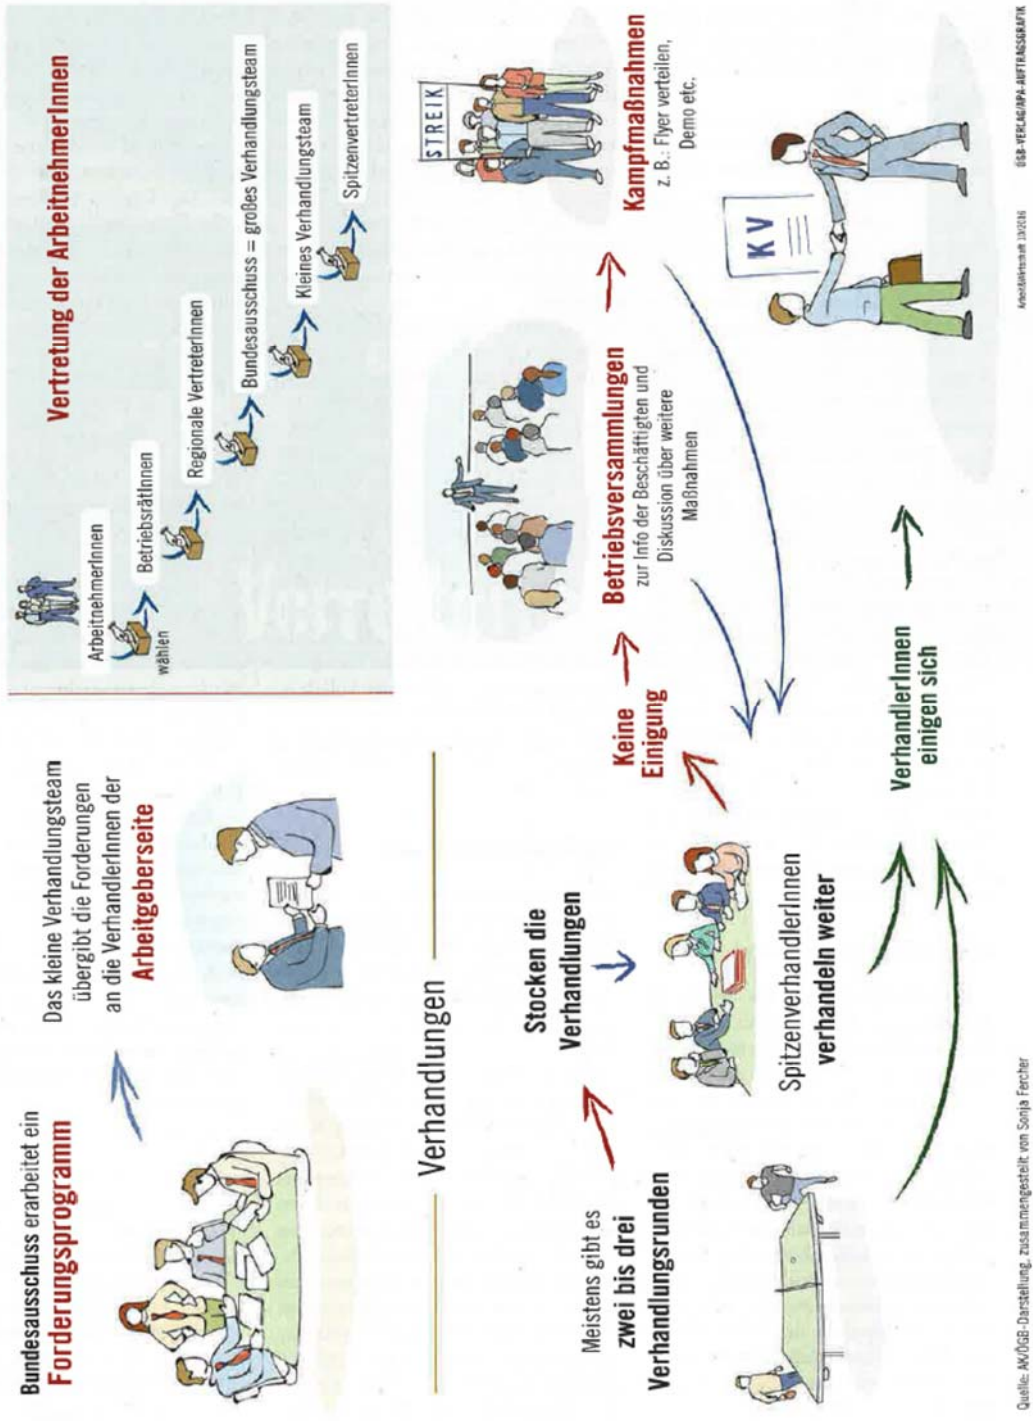 Bundesausschuss erarbeitet ein
Forderungsprogramm
Das kleine Verhandlungsteam
übergibt die Forderungen
an die VerhandlerInnen der
Arbeitgeberseite
Vertretung der ArbeitnehmerInnen
ArbeitnehmerInnen
wählen
BetriebsrätInnen
Regionale VertreterInnen
Bundesausschuss = großes Verhandlungsteam
Kleines Verhandlungsteam
SpitzenvertreterInnen
Verhandlungen
Meistens gibt es
zwei bis drei
Verhandlungsrunden
Stocken die
Verhandlungen
SpitzenverhandlerInnen
verhandeln weiter
Keine
Einigung
Betriebsversammlungen
zur Info der Beschäftigten und
Diskussion über weitere
Maßnahmen
STREIK
Kampfmaßnahmen
z. B.: Flyer verteilen,
Demo etc.
VerhandlerInnen
einigen sich
KV
Quelle: AK/ÖGB-Darstellung, zusammengestellt von Sonja Fercher
Arbeit&Wirtschaft 10/2016
ÖGB-VERLAG/APA-AUFTRAGSGRAFIK